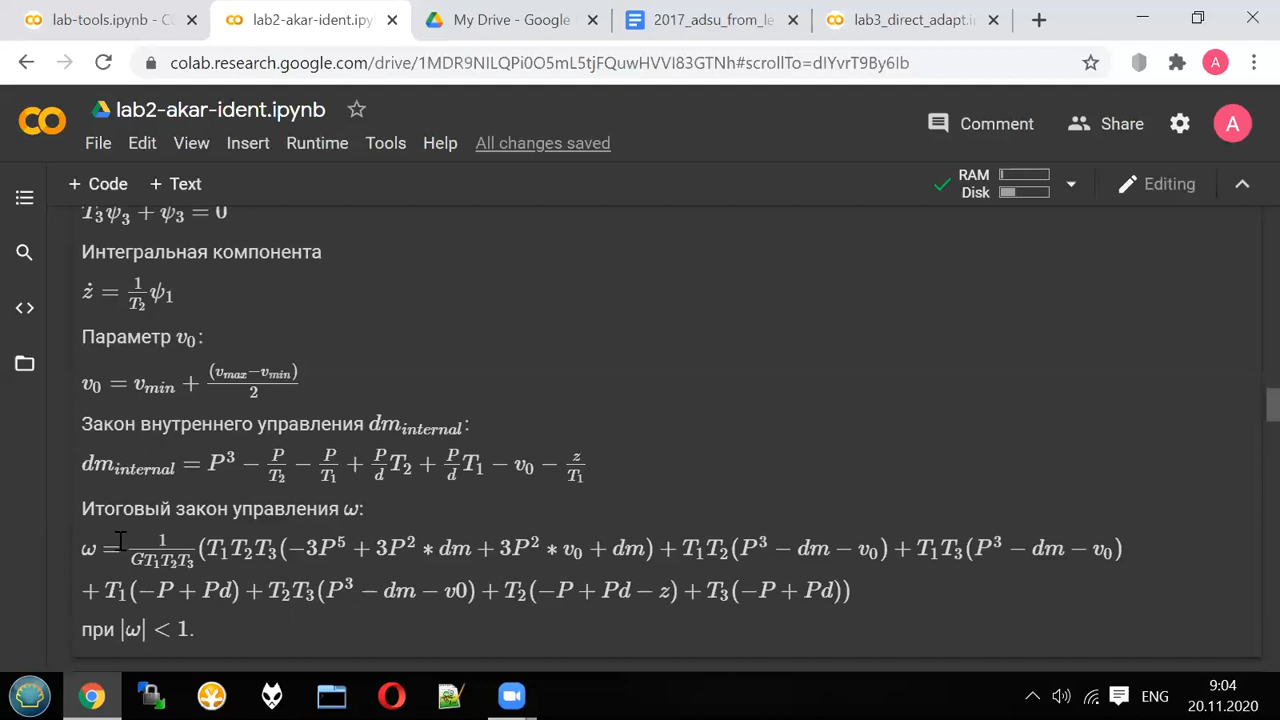 lab-tools.ipynb - CO
lab2-akar-ident.ipy
My Drive - Google
2017_adsu_from_le
lab3_direct_adapt.i
colab.research.google.com/drive/1MDR9NILQPi0O5mL5tjFQuwHVVI83GTNh#scrollTo=dIYvrT9By6Ib
A
CO
lab2-akar-ident.ipynb
Comment
Share
A
File Edit View Insert Runtime Tools Help All changes saved
+ Code + Text
RAM
Disk
Editing
T₃ψ̇₃ + ψ₃ = 0
Интегральная компонента
ż = 1/T₂ ψ₁
Параметр v₀:
v₀ = v_min + (v_max−v_min)/2
Закон внутреннего управления dm_internal:
dm_internal = P³ − P/T₂ − P/T₁ + P/d T₂ + P/d T₁ − v₀ − z/T₁
Итоговый закон управления ω:
ω = 1/(GT₁T₂T₃) (T₁T₂T₃(−3P⁵ + 3P² ∗ dm + 3P² ∗ v₀ + dm) + T₁T₂(P³ − dm − v₀) + T₁T₃(P³ − dm − v₀)
+ T₁(−P + Pd) + T₂T₃(P³ − dm − v0) + T₂(−P + Pd − z) + T₃(−P + Pd))
при |ω| < 1.
ENG
9:04
20.11.2020